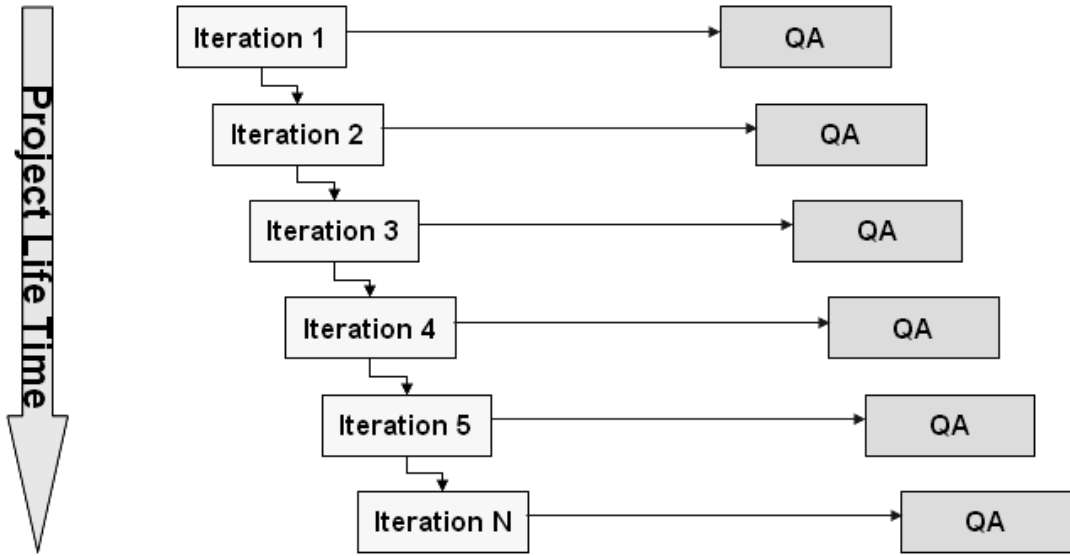 Project Life Time
Iteration 1
QA
Iteration 2
QA
Iteration 3
QA
Iteration 4
QA
Iteration 5
QA
Iteration N
QA